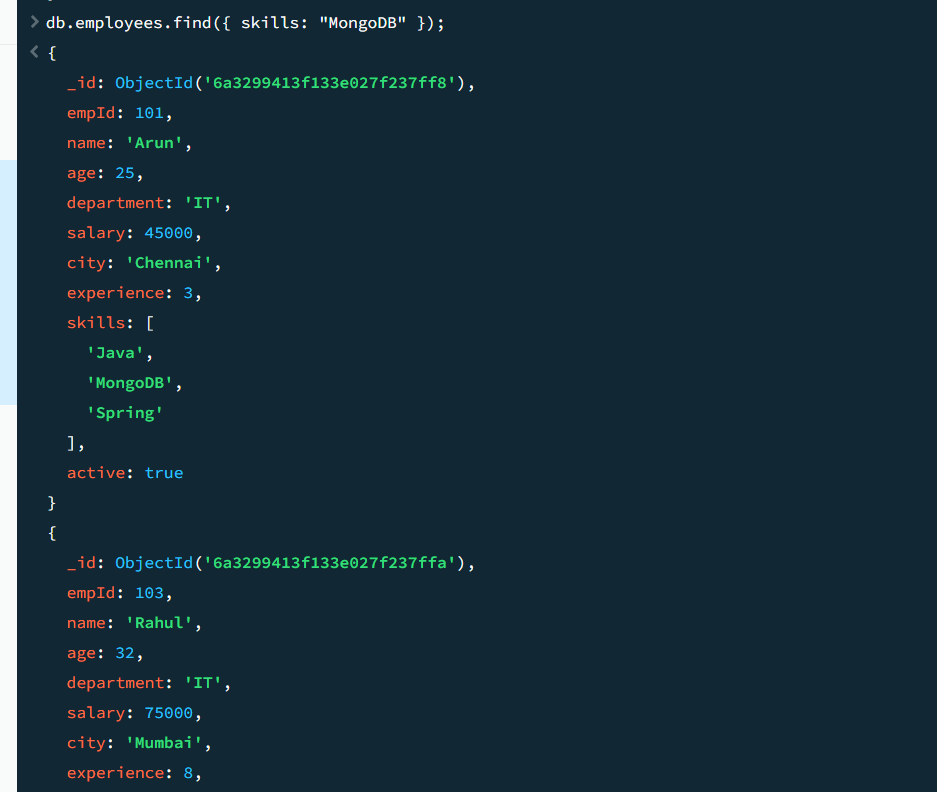 > db.employees.find({ skills: "MongoDB" });
< {
_id: ObjectId('6a3299413f133e027f237ff8'),
empId: 101,
name: 'Arun',
age: 25,
department: 'IT',
salary: 45000,
city: 'Chennai',
experience: 3,
skills: [
'Java',
'MongoDB',
'Spring'
],
active: true
}
{
_id: ObjectId('6a3299413f133e027f237ffa'),
empId: 103,
name: 'Rahul',
age: 32,
department: 'IT',
salary: 75000,
city: 'Mumbai',
experience: 8,